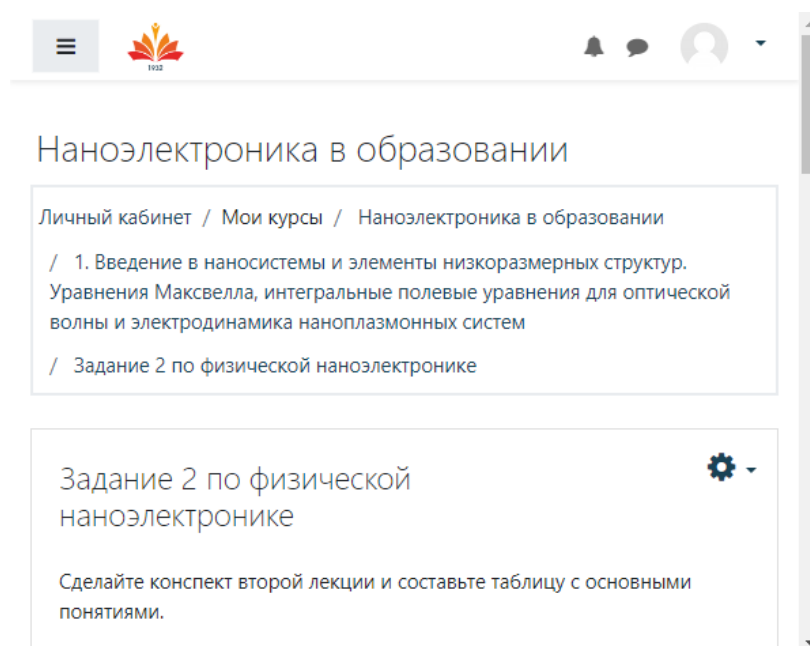 1932
Наноэлектроника в образовании
Личный кабинет / Мои курсы / Наноэлектроника в образовании
/ 1. Введение в наносистемы и элементы низкоразмерных структур.
Уравнения Максвелла, интегральные полевые уравнения для оптической
волны и электродинамика наноплазмонных систем
/ Задание 2 по физической наноэлектронике
Задание 2 по физической
наноэлектронике
Сделайте конспект второй лекции и составьте таблицу с основными
понятиями.